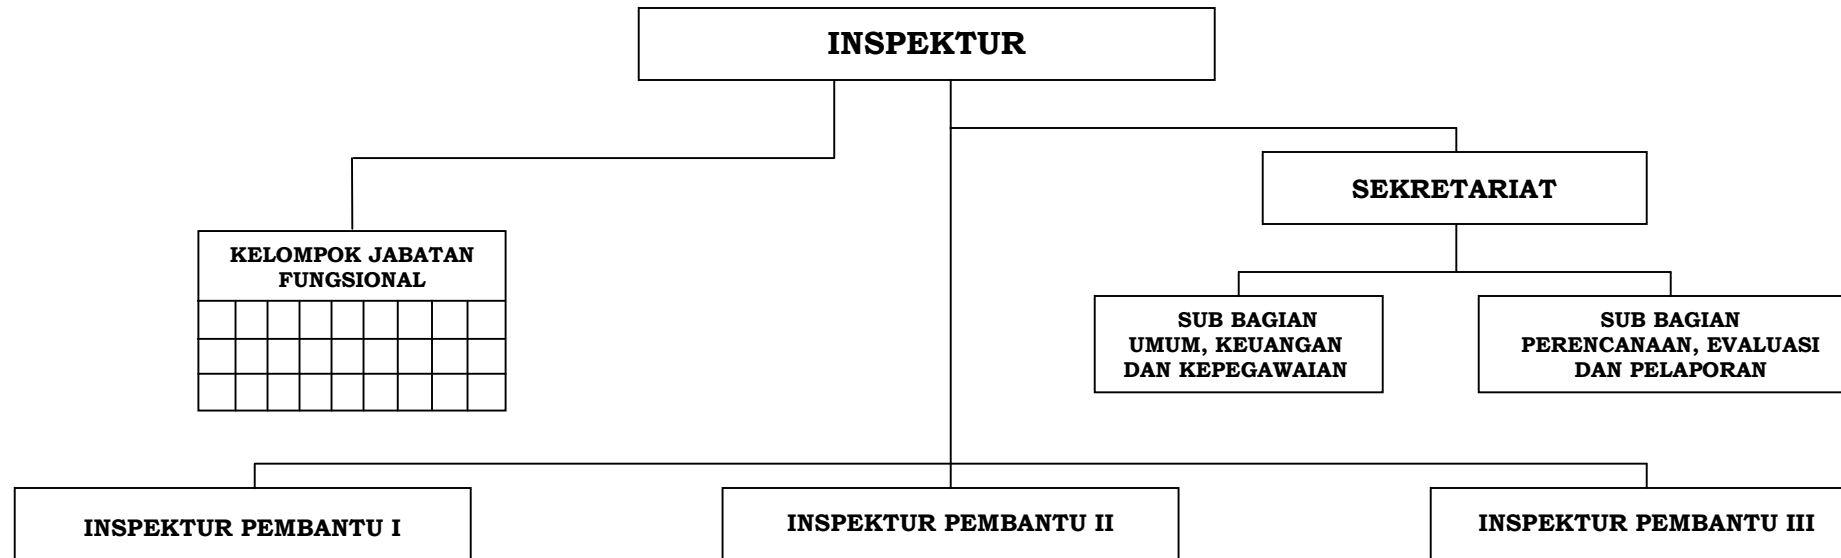 INSPEKTUR
SEKRETARIAT
KELOMPOK JABATAN
FUNGSIONAL
SUB BAGIAN
UMUM, KEUANGAN
DAN KEPEGAWAIAN
SUB BAGIAN
PERENCANAAN, EVALUASI
DAN PELAPORAN
INSPEKTUR PEMBANTU I
INSPEKTUR PEMBANTU II
INSPEKTUR PEMBANTU III